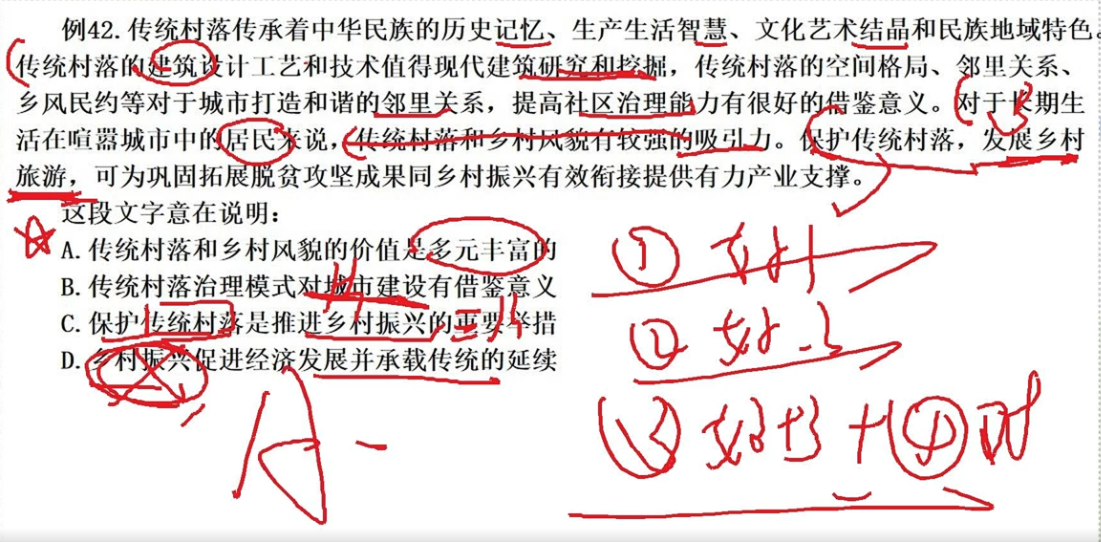 例42.传统村落传承着中华民族的历史记忆、生产生活智慧、文化艺术结晶和民族地域特色。
传统村落的建筑设计工艺和技术值得现代建筑研究和挖掘，传统村落的空间格局、邻里关系、
乡风民约等对于城市打造和谐的邻里关系，提高社区治理能力有很好的借鉴意义。对于长期生
活在喧嚣城市中的居民来说，传统村落和乡村风貌有较强的吸引力。保护传统村落，发展乡村
旅游，可为巩固拓展脱贫攻坚成果同乡村振兴有效衔接提供有力产业支撑。
这段文字意在说明：
A.传统村落和乡村风貌的价值是多元丰富的
B.传统村落治理模式对城市建设有借鉴意义
C.保护传统村落是推进乡村振兴的重要举措
D.乡村振兴促进经济发展并承载传统的延续
①
②
③
④
A